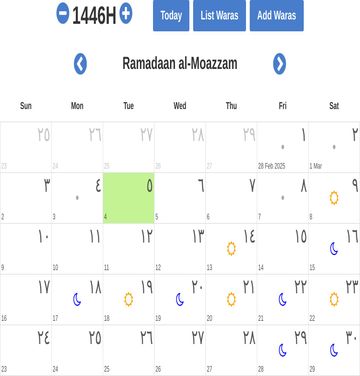 1446H
Today
List Waras
Add Waras
Ramadaan al-Moazzam
Sun Mon Tue Wed Thu Fri Sat
٢٥ ٢٦ ٢٧ ٢٨ ٢٩ ١ ٢
23 24 25 26 27 28 Feb 2025 1 Mar
٣ ٤ ٥ ٦ ٧ ٨ ٩
2 3 4 5 6 7 8
١٠ ١١ ١٢ ١٣ ١٤ ١٥ ١٦
9 10 11 12 13 14 15
١٧ ١٨ ١٩ ٢٠ ٢١ ٢٢ ٢٣
16 17 18 19 20 21 22
٢٤ ٢٥ ٢٦ ٢٧ ٢٨ ٢٩ ٣٠
23 24 25 26 27 28 29